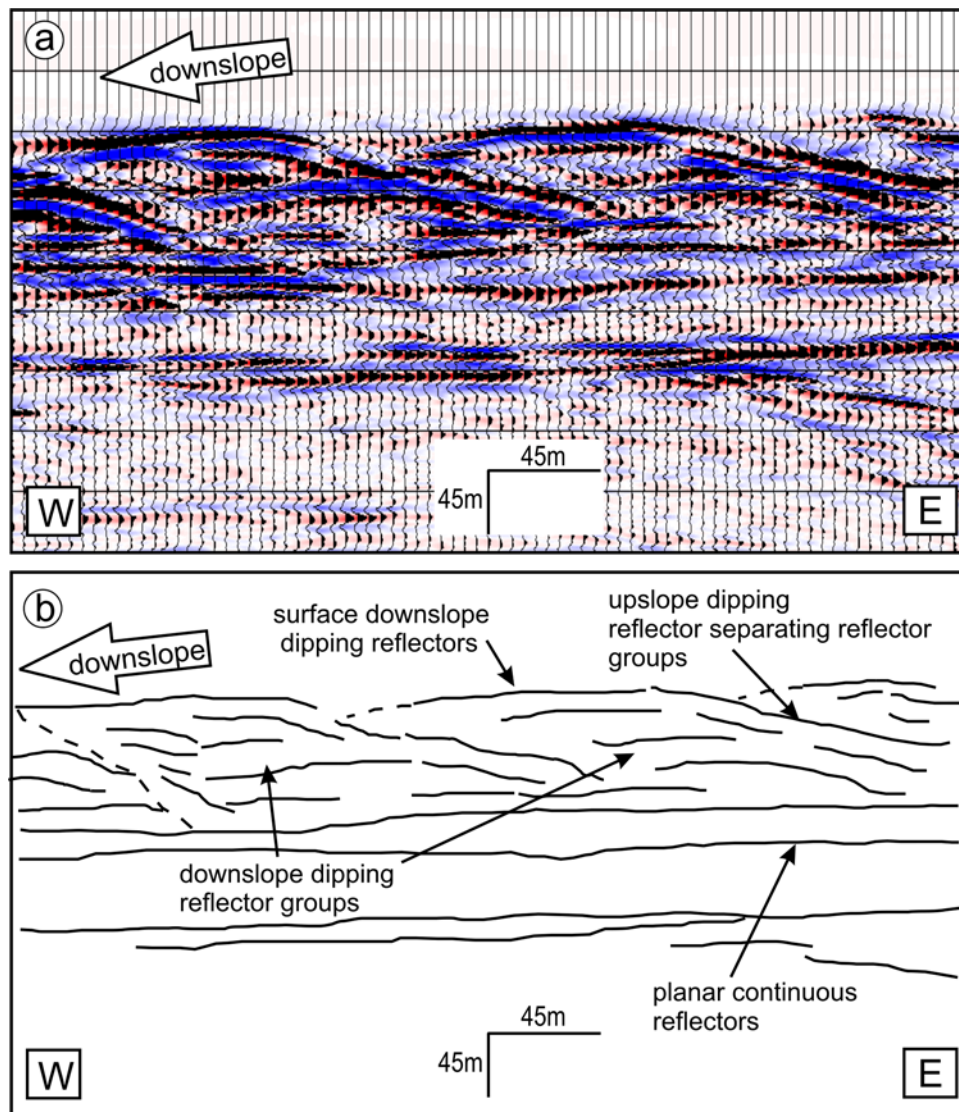 a
downslope
45m
45m
W
E
b
downslope
surface downslope
dipping reflectors
upslope dipping
reflector separating reflector
groups
downslope dipping
reflector groups
planar continuous
reflectors
45m
45m
W
E